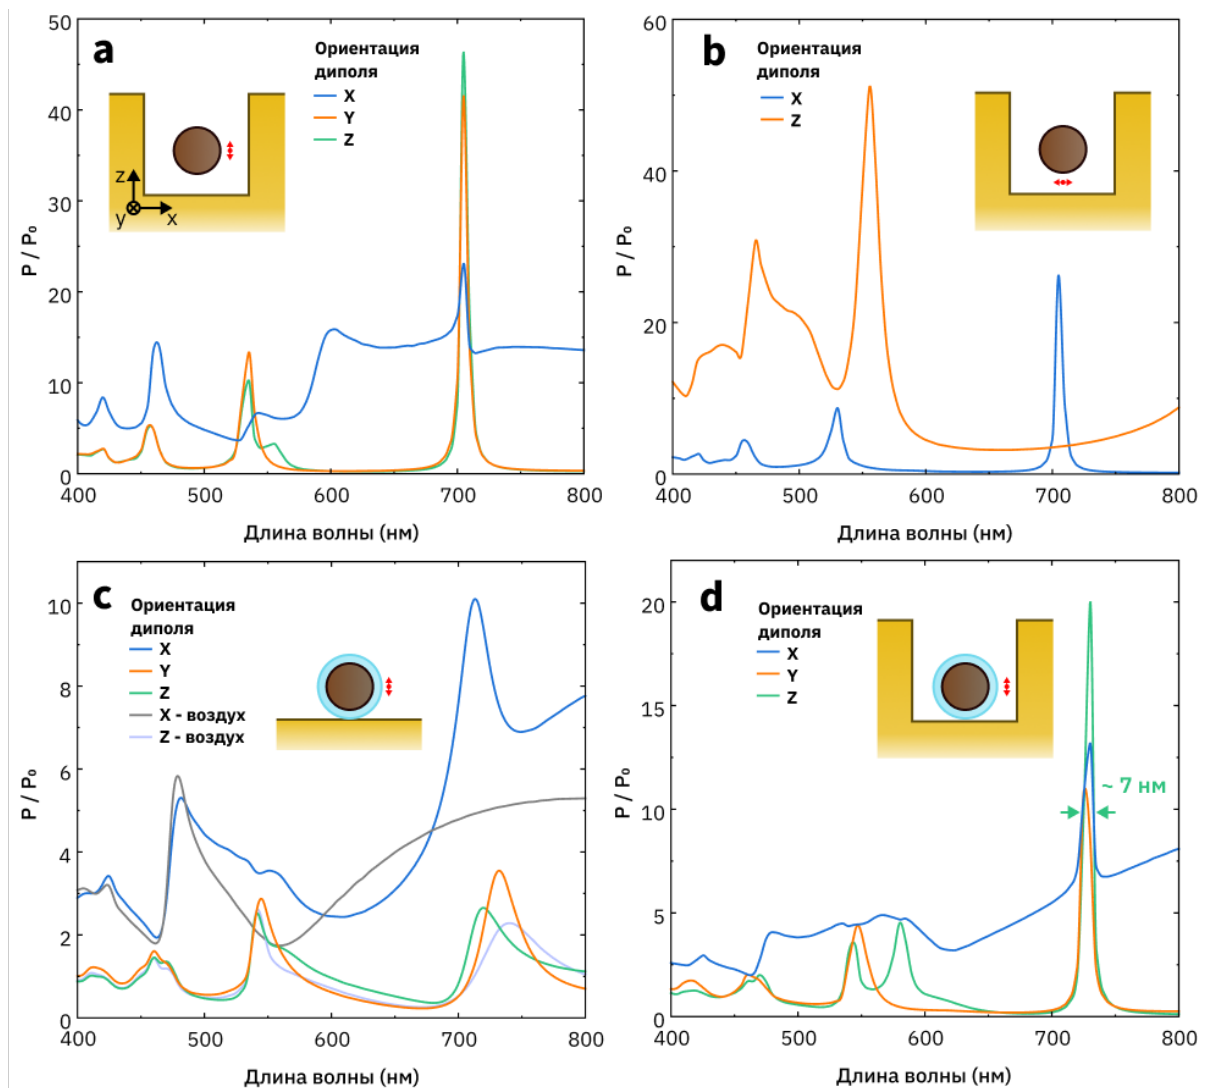 a
Ориентация
диполя
X
Y
Z
z
y
x
50
40
30
20
10
0
400
500
600
700
800
P / P₀
Длина волны (нм)
b
Ориентация
диполя
X
Z
60
50
40
20
0
400
500
600
700
800
P / P₀
Длина волны (нм)
c
Ориентация
диполя
X
Y
Z
X - воздух
Z - воздух
10
8
6
4
2
0
400
500
600
700
800
P / P₀
Длина волны (нм)
d
Ориентация
диполя
X
Y
Z
~ 7 нм
20
15
10
5
0
400
500
600
700
800
P / P₀
Длина волны (нм)